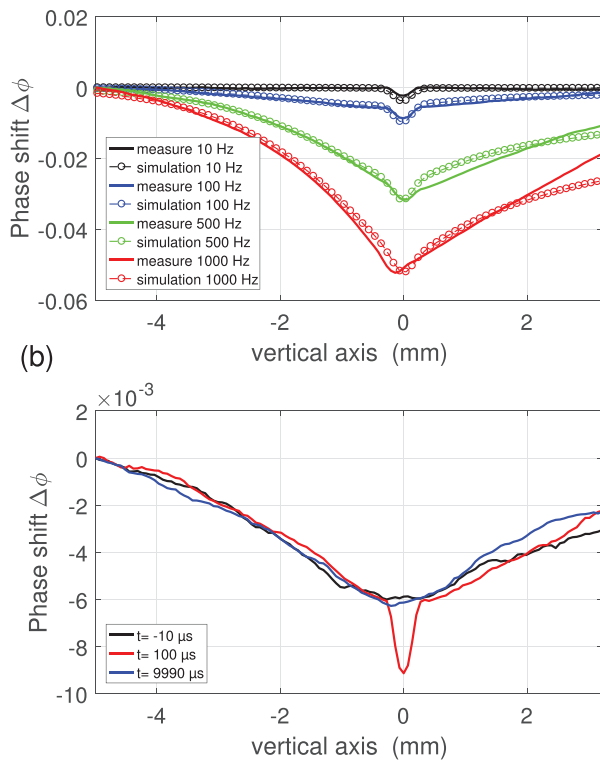 0.02
0
-0.02
-0.04
-0.06
Phase shift Δϕ
measure 10 Hz
simulation 10 Hz
measure 100 Hz
simulation 100 Hz
measure 500 Hz
simulation 500 Hz
measure 1000 Hz
simulation 1000 Hz
-4 -2 0 2
vertical axis (mm)
(b)
×10⁻³
2
0
-2
-4
-6
-8
-10
Phase shift Δϕ
t= -10 µs
t= 100 µs
t= 9990 µs
-4 -2 0 2
vertical axis (mm)